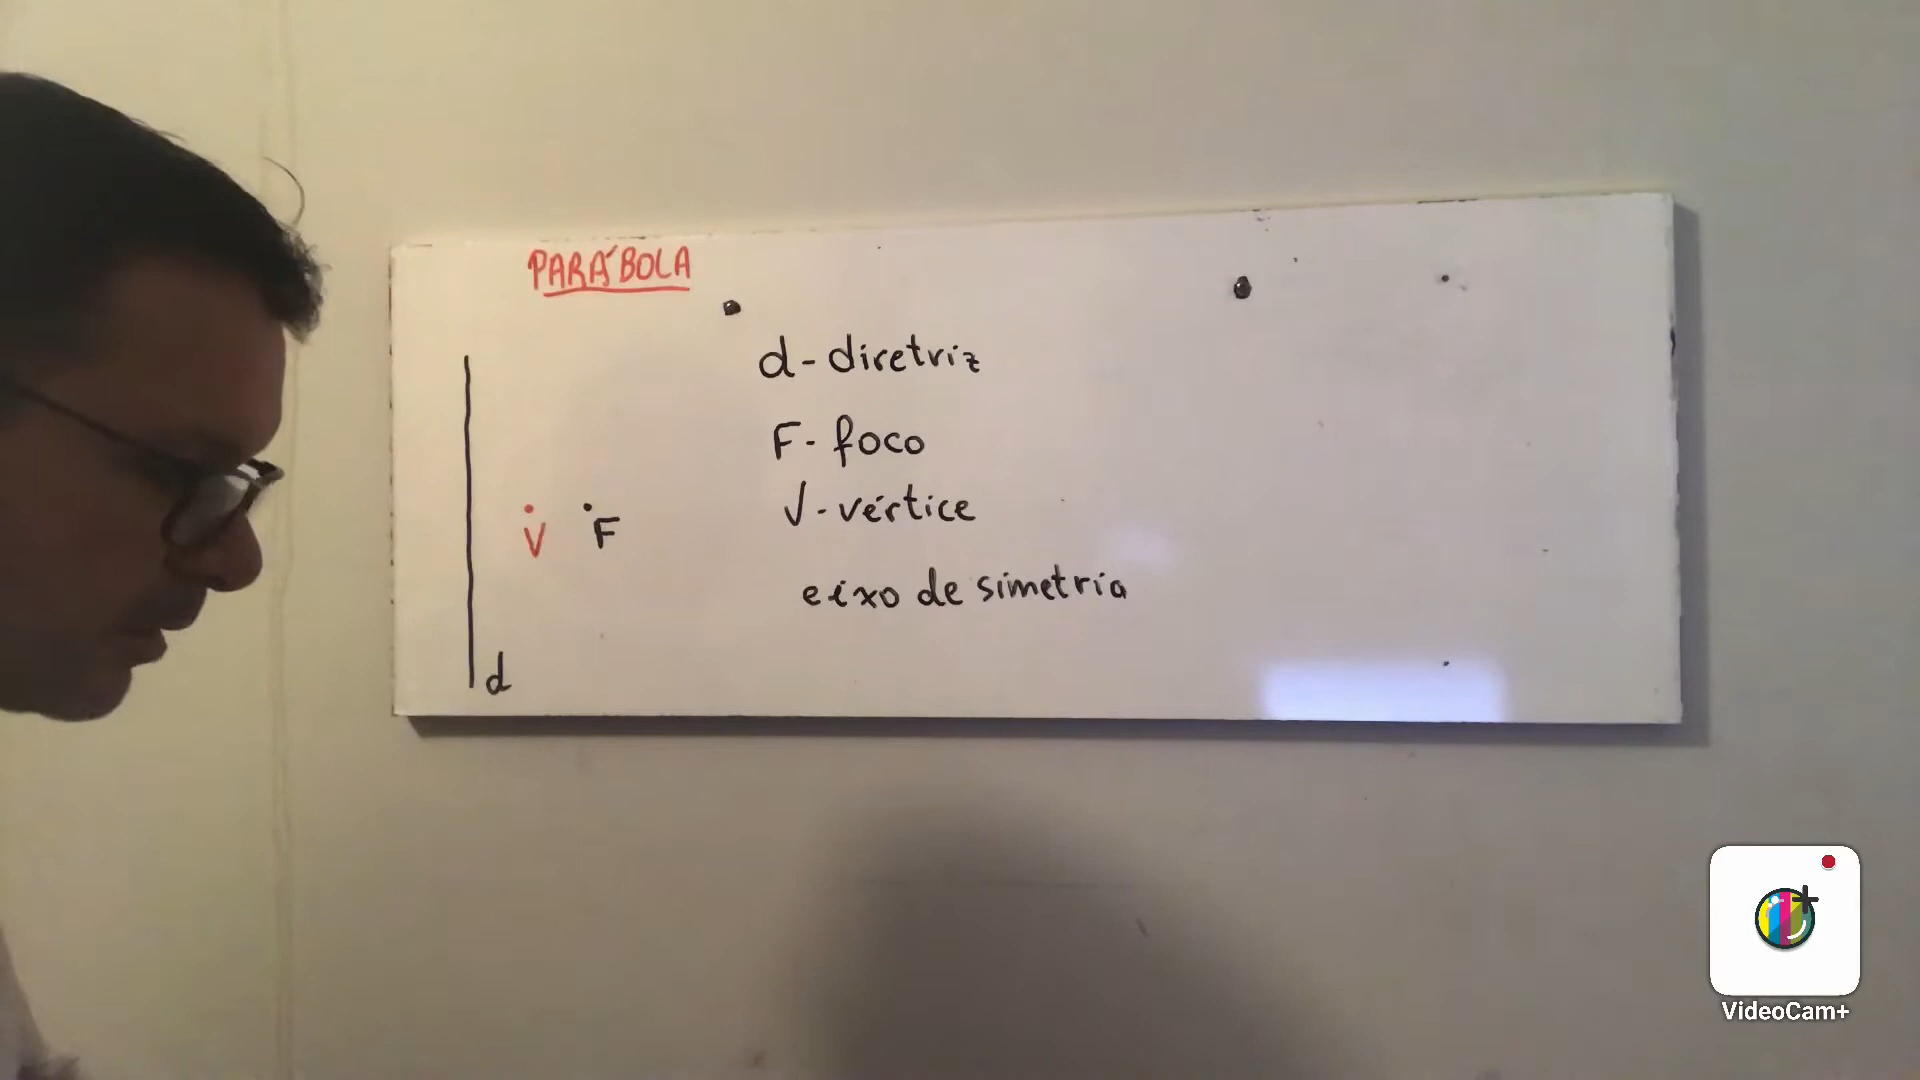 PARÁBOLA
d - diretriz
F - foco
V - vértice
V
F
eixo de simetria
d
VideoCam+